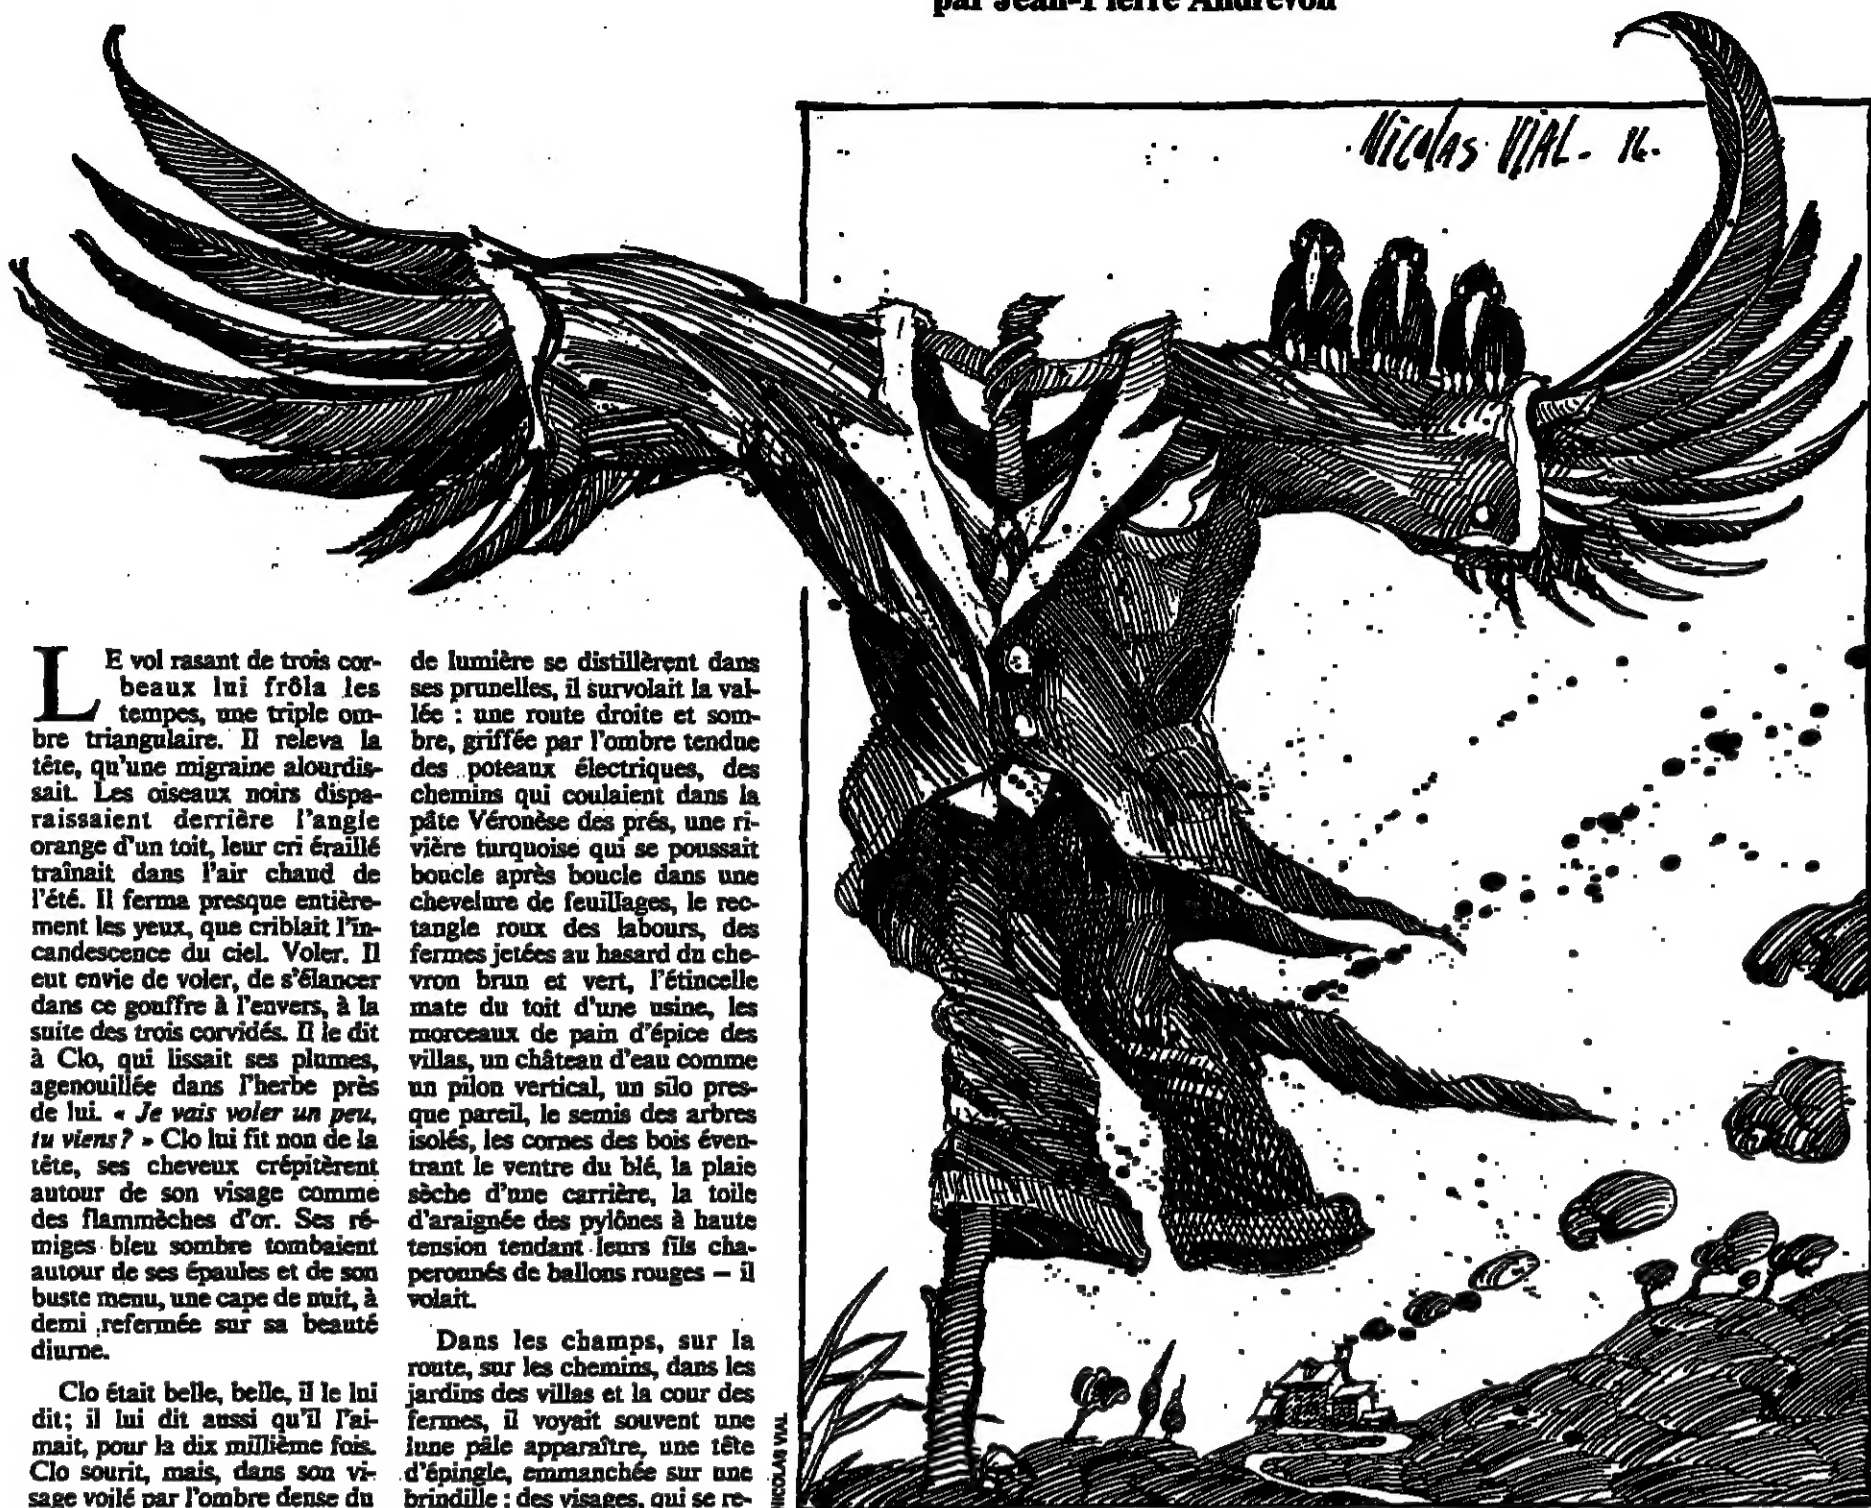 par Jean-Pierre Andrevon
Nicolas VIAL.
LE vol rasant de trois cor-
beaux lui frôla les
tempes, une triple om-
bre triangulaire. Il releva la
tête, qu'une migraine alourdis-
sait. Les oiseaux noirs dispa-
raissaient derrière l'angle
orange d'un toit, leur cri éraillé
traînait dans l'air chaud de
l'été. Il ferma presque entière-
ment les yeux, que criblait l'in-
candescence du ciel. Voler. Il
eut envie de voler, de s'élancer
dans ce gouffre à l'envers, à la
suite des trois corvidés. Il le dit
à Clo, qui lissait ses plumes,
agenouillée dans l'herbe près
de lui. « Je vais voler un peu,
tu viens ? » Clo lui fit non de la
tête, ses cheveux crépitèrent
autour de son visage comme
des flammèches d'or. Ses ré-
miges bleu sombre tombaient
autour de ses épaules et de son
buste menu, une cape de nuit, à
demi refermée sur sa beauté
diurne.
Clo était belle, belle, il le lui
dit; il lui dit aussi qu'il l'ai-
mait, pour la dix millième fois.
Clo sourit, mais, dans son vi-
sage voilé par l'ombre dense du
de lumière se distillèrent dans
ses prunelles, il survolait la val-
lée : une route droite et som-
bre, griffée par l'ombre tendue
des poteaux électriques, des
chemins qui coulaient dans la
pâte Véronèse des prés, une ri-
vière turquoise qui se poussait
boucle après boucle dans une
chevelure de feuillages, le rec-
tangle roux des labours, des
fermes jetées au hasard du che-
vron brun et vert, l'étincelle
mate du toit d'une usine, les
morceaux de pain d'épice des
villas, un château d'eau comme
un pilon vertical, un silo pres-
que pareil, le semis des arbres
isolés, les cornes des bois éven-
trant le ventre du blé, la plaie
sèche d'une carrière, la toile
d'araignée des pylônes à haute
tension tendant leurs fils cha-
peronnés de ballons rouges — il
volait.
Dans les champs, sur la
route, sur les chemins, dans les
jardins des villas et la cour des
fermes, il voyait souvent une
lune pâle apparaître, une tête
d'épingle, emmanchée sur une
brindille : des visages, qui se re-
NICOLAS VIAL